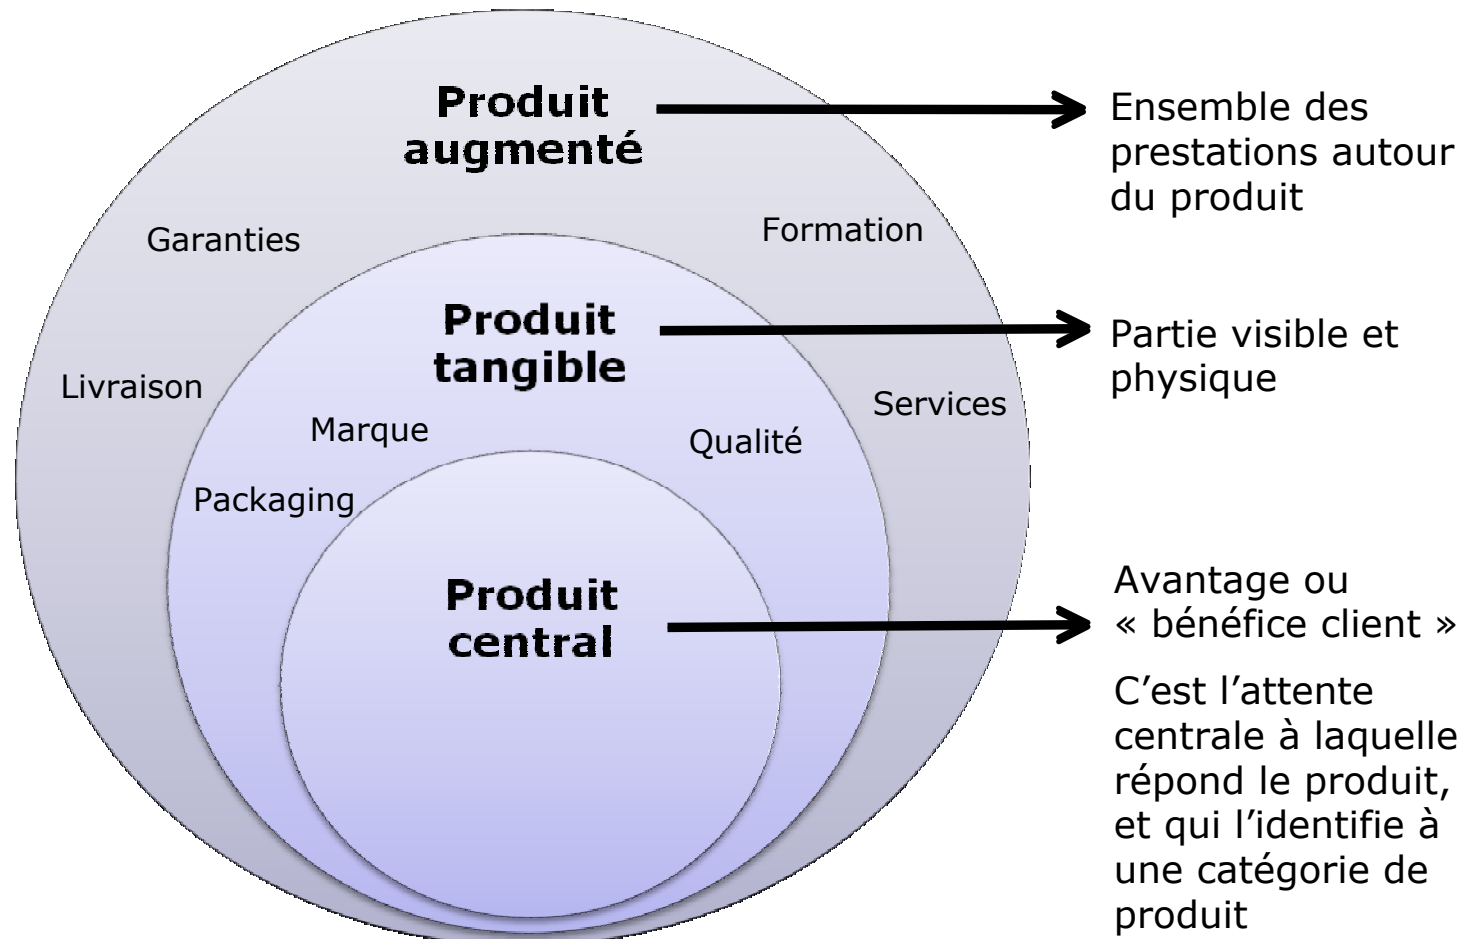 Produit
augmenté
Ensemble des
prestations autour
du produit
Garanties
Formation
Produit
tangible
Partie visible et
physique
Livraison
Services
Marque
Qualité
Packaging
Produit
central
Avantage ou
« bénéfice client »
C’est l’attente
centrale à laquelle
répond le produit,
et qui l’identifie à
une catégorie de
produit